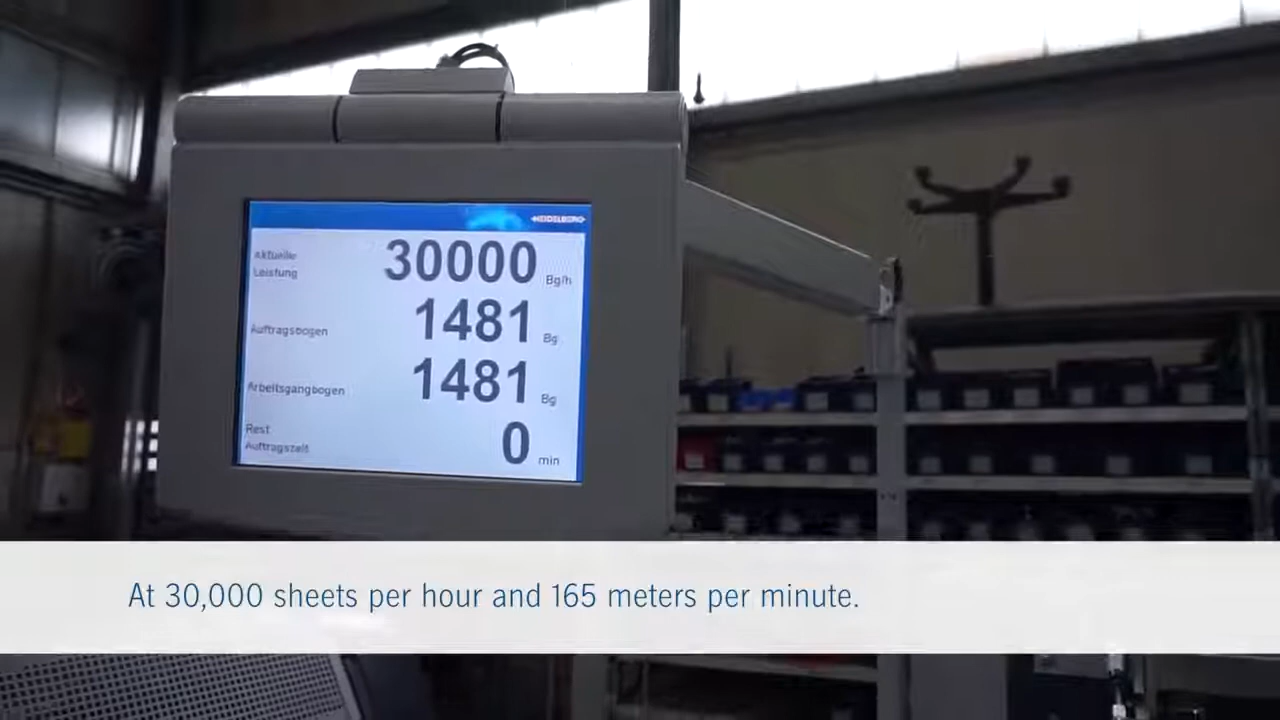 HEIDELBERG
Aktuelle
Leistung
30000 Bg/h
Auftragsbogen 1481 Bg
Arbeitsgangbogen 1481 Bg
Rest
Auftragszeit
0 min
At 30,000 sheets per hour and 165 meters per minute.